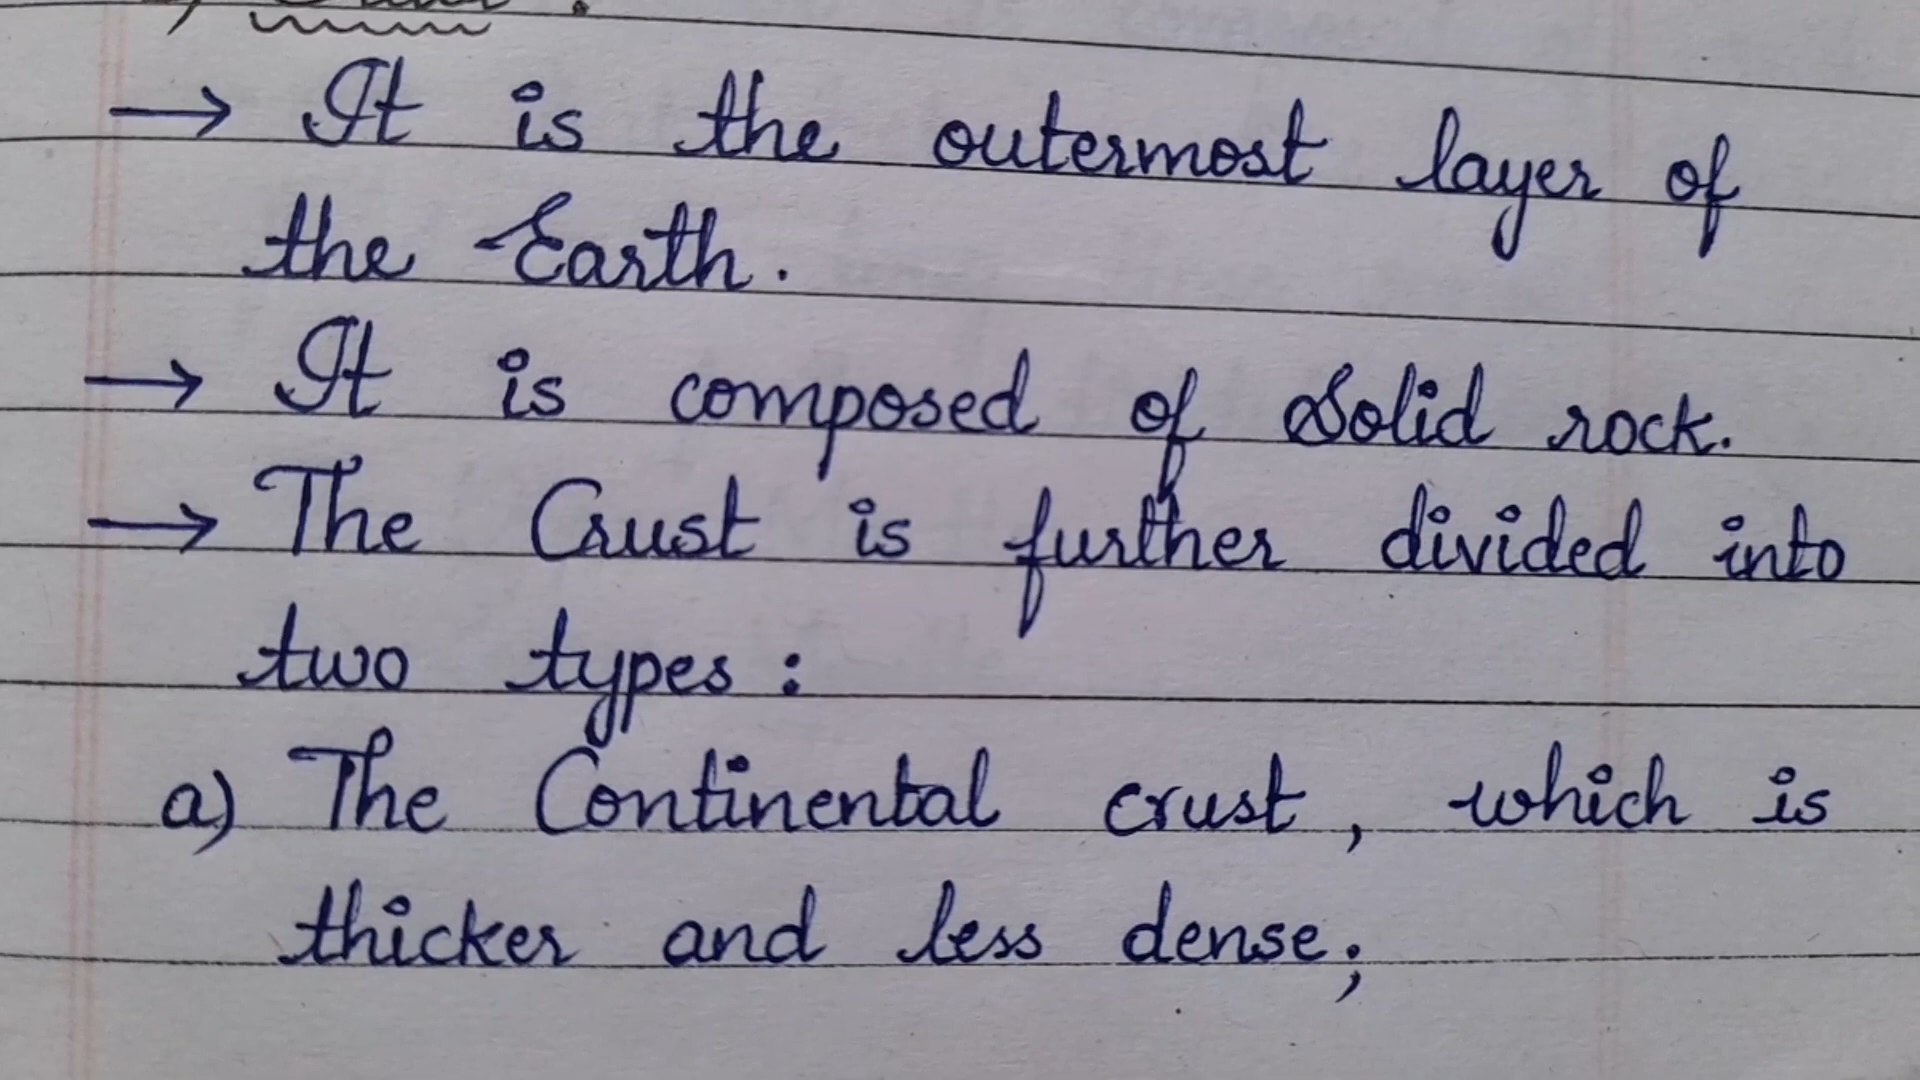 → It is the outermost layer of
the Earth.
→ It is composed of Solid rock.
→ The Crust is further divided into
two types :
a) The Continental crust, which is
thicker and less dense;